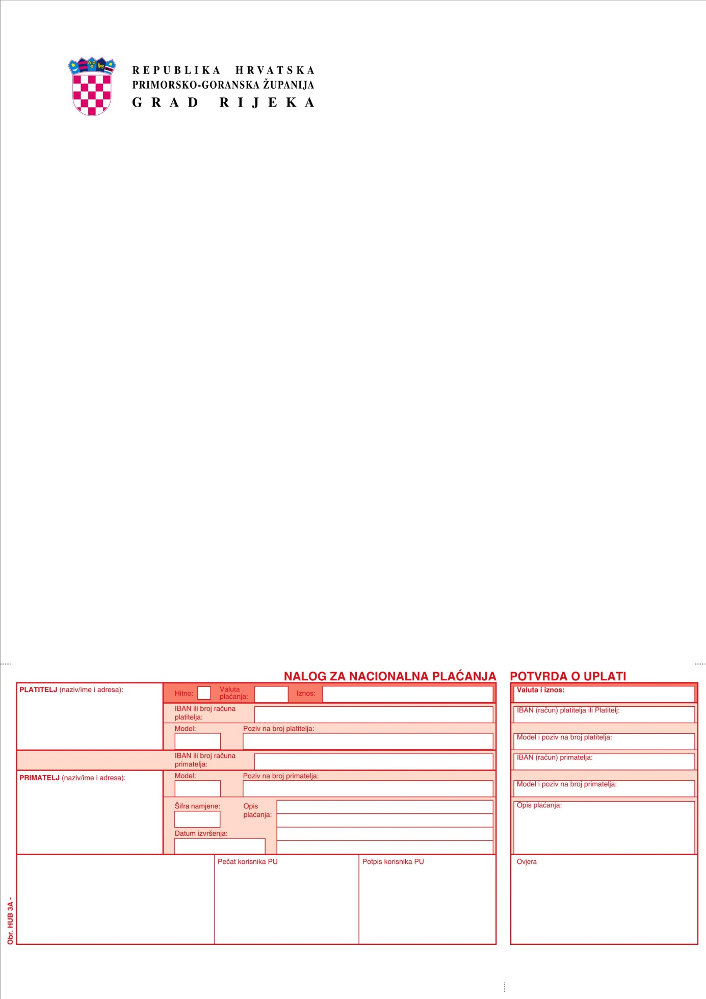 REPUBLIKA HRVATSKA
PRIMORSKO-GORANSKA ŽUPANIJA
GRAD RIJEKA
NALOG ZA NACIONALNA PLAĆANJA
PLATITELJ (naziv/ime i adresa):
Hitno:
Valuta
plaćanja:
Iznos:
IBAN ili broj računa
platitelja:
Model:
Poziv na broj platitelja:
IBAN ili broj računa
primatelja:
PRIMATELJ (naziv/ime i adresa):
Model:
Poziv na broj primatelja:
Šifra namjene:
Opis
plaćanja:
Datum izvršenja:
Pečat korisnika PU
Potpis korisnika PU
Obr. HUB 3A -
POTVRDA O UPLATI
Valuta i iznos:
IBAN (račun) platitelja ili Platitelj:
Model i poziv na broj platitelja:
IBAN (račun) primatelja:
Model i poziv na broj primatelja:
Opis plaćanja:
Ovjera